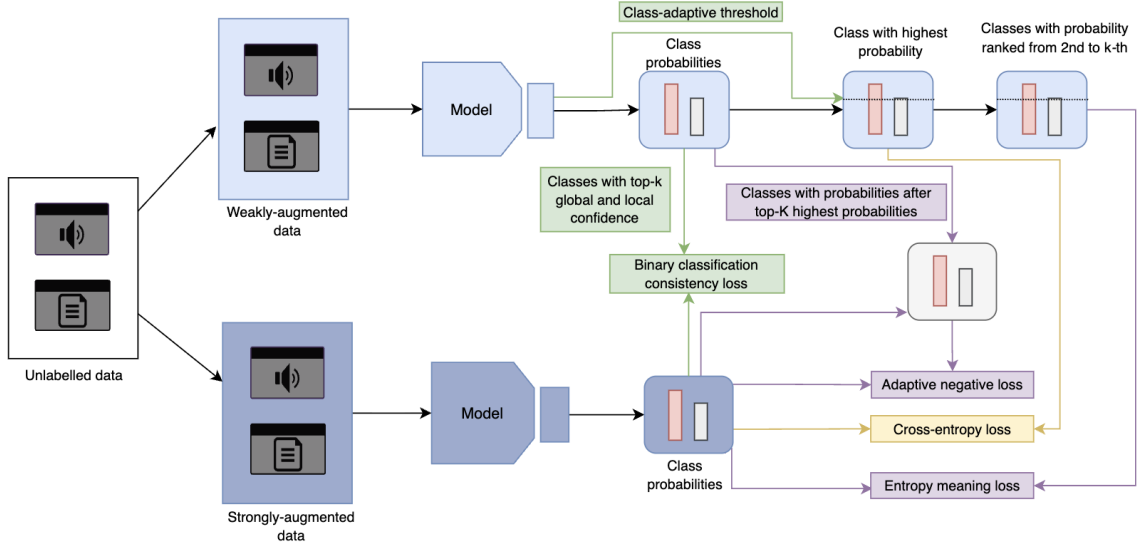 Class-adaptive threshold
Class with highest
probability
Classes with probability
ranked from 2nd to k-th
Class
probabilities
Model
Classes with top-k
global and local
confidence
Classes with probabilities after
top-K highest probabilities
Weakly-augmented
data
Binary classification
consistency loss
Unlabelled data
Adaptive negative loss
Model
Cross-entropy loss
Class
probabilities
Entropy meaning loss
Strongly-augmented
data